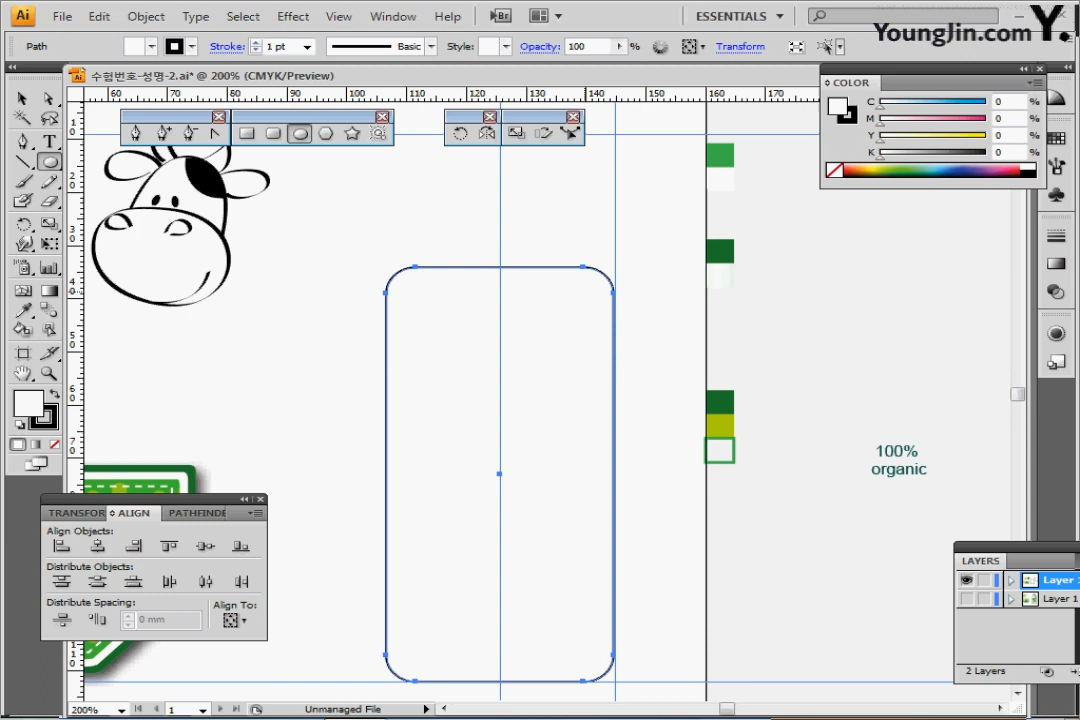 Ai File Edit Object Type Select Effect View Window Help Br ESSENTIALS
YoungJin.com Y.
Path Stroke: 1 pt Basic Style: Opacity: 100 % Transform
수험번호-성명-2.ai* @ 200% (CMYK/Preview)
60 70 80 90 100 110 120 130 140 150 160 170
COLOR
C 0 %
M 0 %
Y 0 %
K 0 %
100%
organic
TRANSFOR ALIGN PATHFINDE
Align Objects:
Distribute Objects:
Distribute Spacing: Align To:
0 mm
LAYERS
Layer
Layer 1
2 Layers
200% 1 Unmanaged File